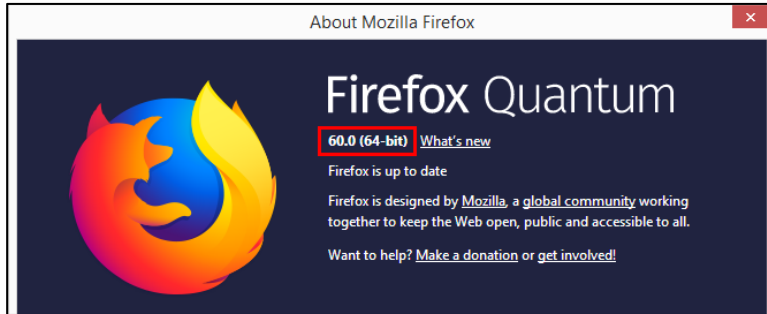 About Mozilla Firefox
Firefox Quantum
60.0 (64-bit) What's new
Firefox is up to date
Firefox is designed by Mozilla, a global community working
together to keep the Web open, public and accessible to all.
Want to help? Make a donation or get involved!